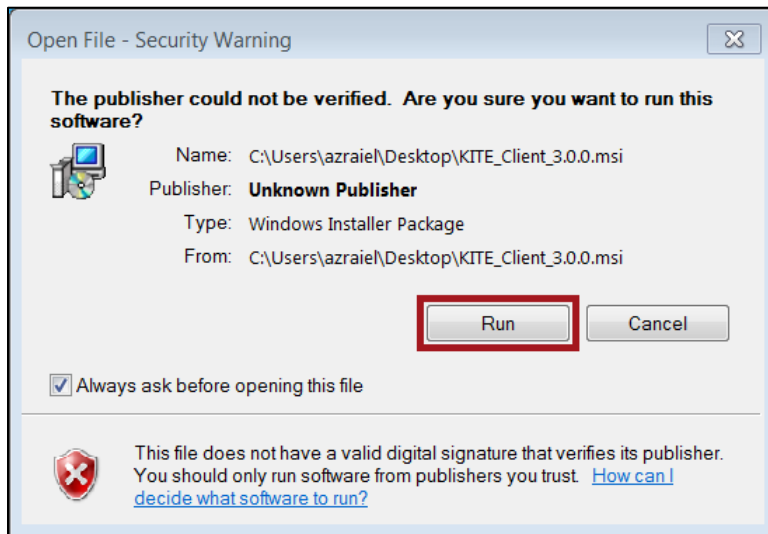 Open File - Security Warning
The publisher could not be verified.  Are you sure you want to run this
software?
Name: C:\Users\azraiel\Desktop\KITE_Client_3.0.0.msi
Publisher: Unknown Publisher
Type: Windows Installer Package
From: C:\Users\azraiel\Desktop\KITE_Client_3.0.0.msi
Run Cancel
Always ask before opening this file
This file does not have a valid digital signature that verifies its publisher.
You should only run software from publishers you trust. How can I
decide what software to run?